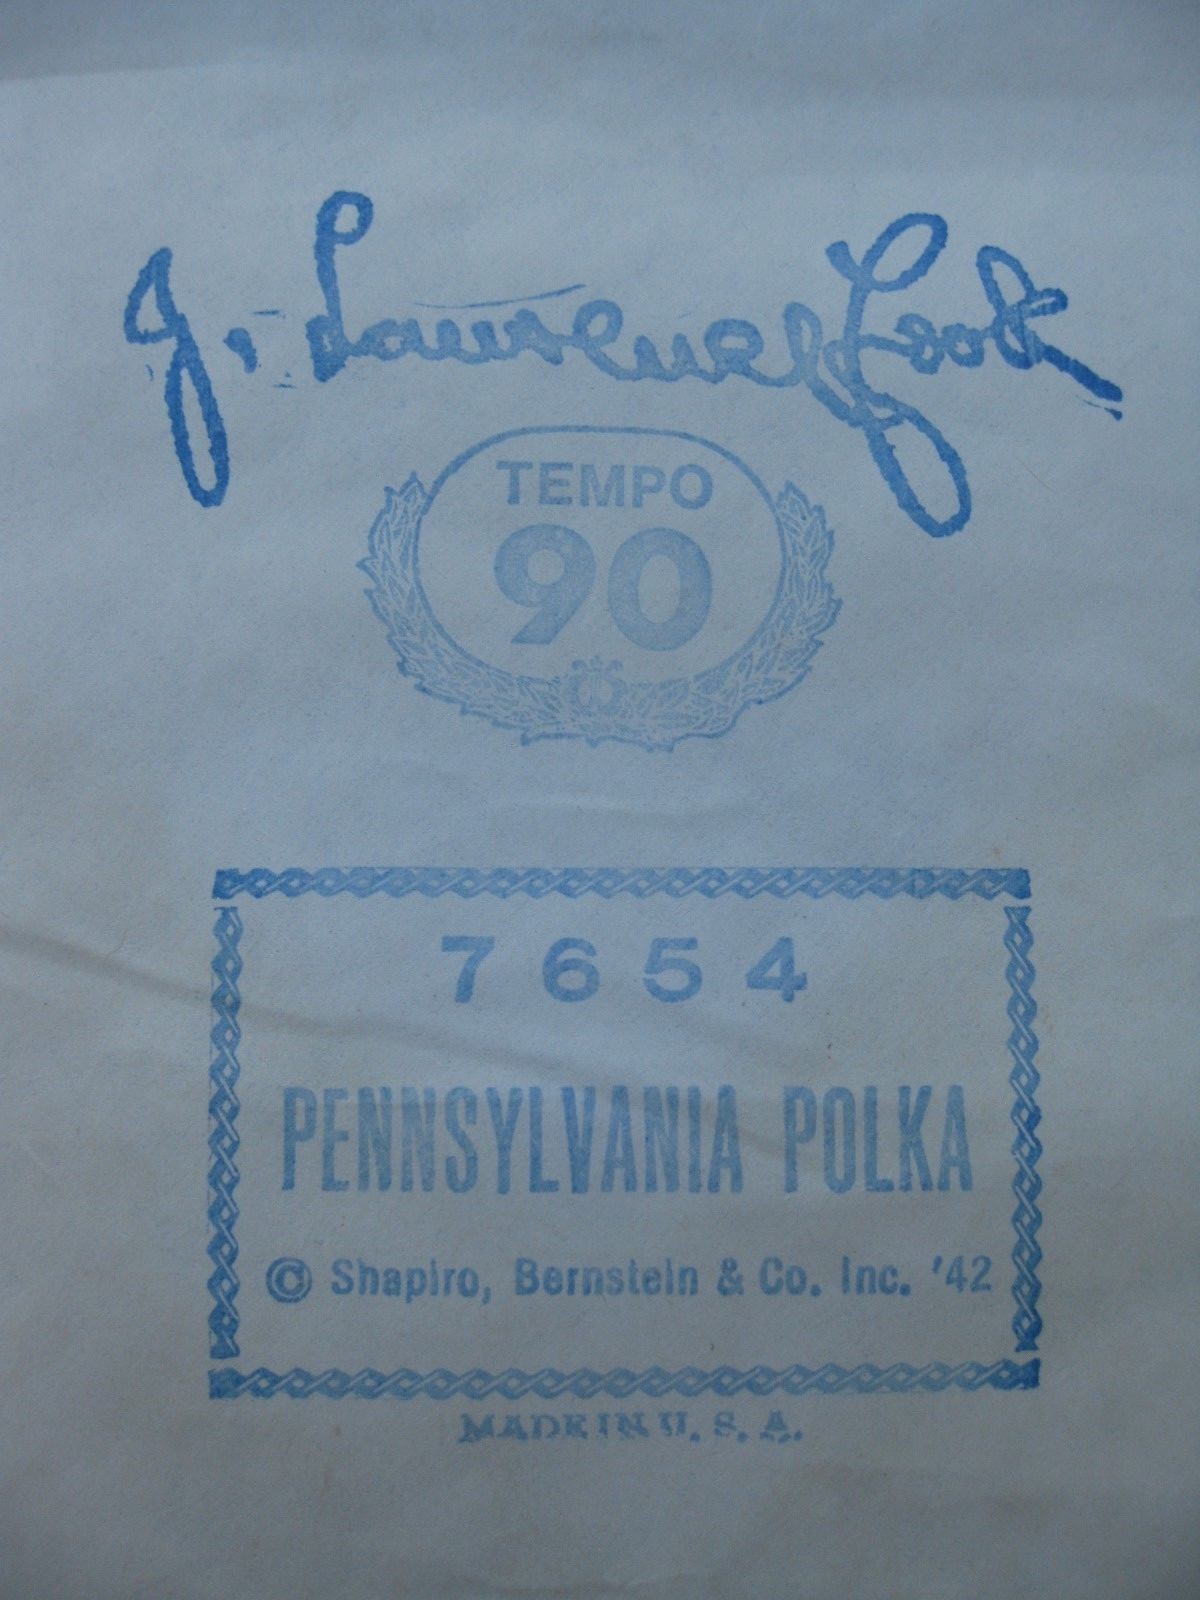 J. Lawrence Cook
TEMPO
90
7654
PENNSYLVANIA POLKA
© Shapiro, Bernstein & Co. Inc. '42
MADE IN U. S. A.